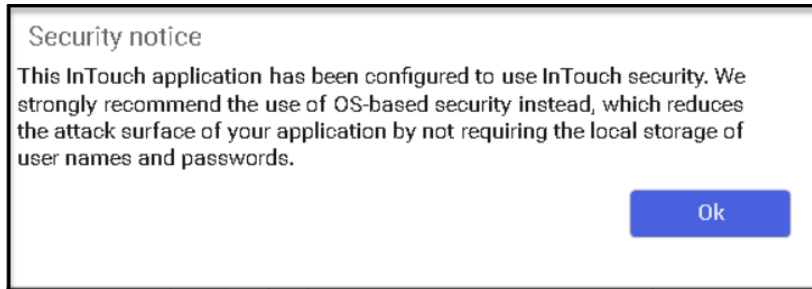 Security notice
This InTouch application has been configured to use InTouch security. We
strongly recommend the use of OS-based security instead, which reduces
the attack surface of your application by not requiring the local storage of
user names and passwords.
Ok